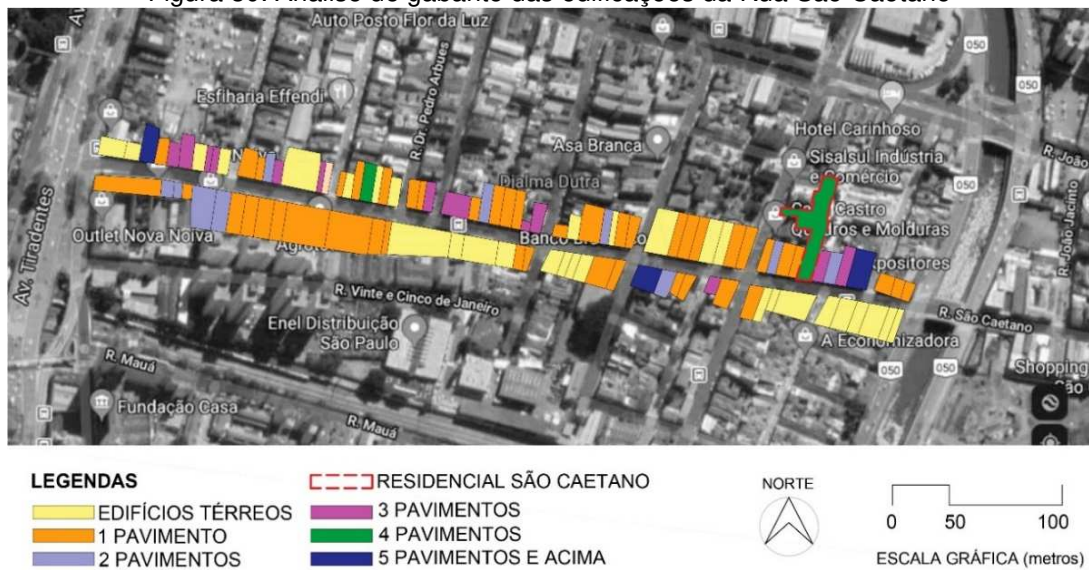 Auto Posto Flor da Luz
050
Esfiharia Effendi
R. Dr. Pedro Arbues
Asa Branca
Hotel Carinhoso
Sisalsul Indústria
e Comércio
R. João
Djalma Dutra
Castro
Quadros e Molduras
R. João Jacinto
Av. Tiradentes
Outlet Nova Noiva
Banco
Expositores
R. Vinte e Cinco de Janeiro
R. São Caetano
Enel Distribuição
São Paulo
A Economizadora
R. Mauá
050
050
Shopping
São
Fundação Casa
R. Mauá
LEGENDAS
EDIFÍCIOS TÉRREOS
1 PAVIMENTO
2 PAVIMENTOS
RESIDENCIAL SÃO CAETANO
3 PAVIMENTOS
4 PAVIMENTOS
5 PAVIMENTOS E ACIMA
NORTE
0 50 100
ESCALA GRÁFICA (metros)